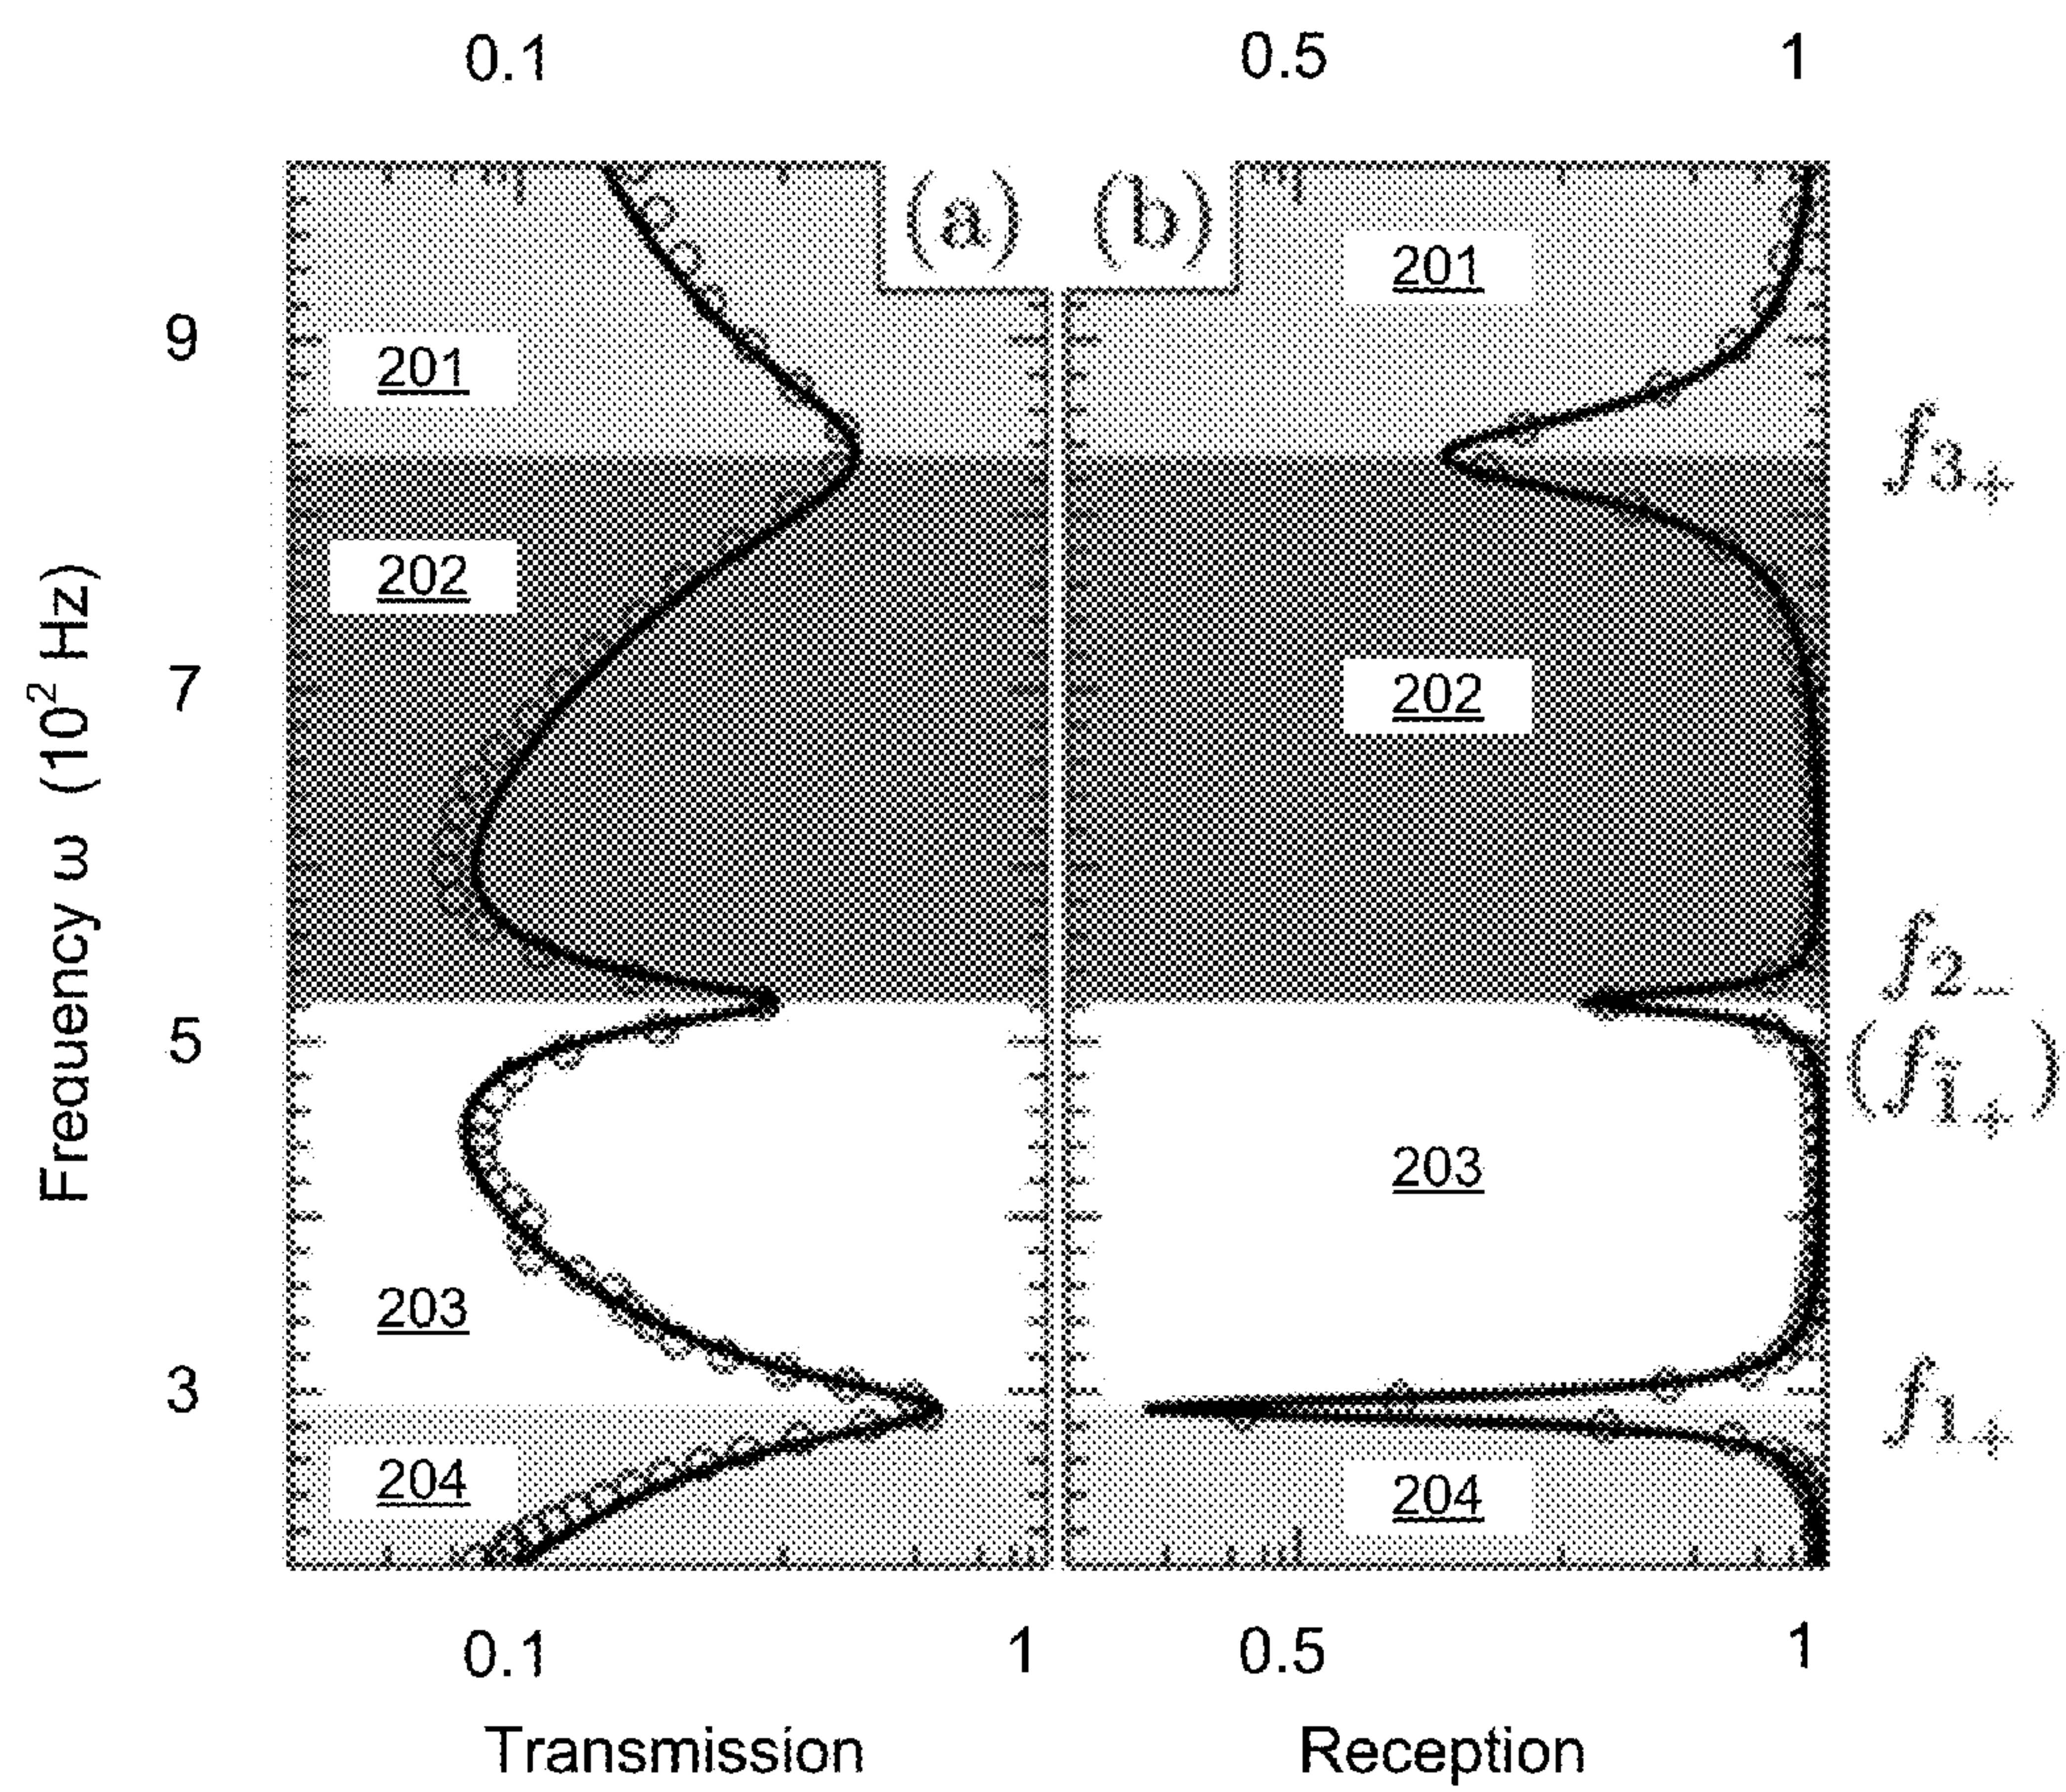 0.1 0.5 1
(a) (b)
201
9
201
f3+
202
7
202
f2-
5
(f1̃+)
203
203
3
f1+
204
204
Frequency ω (10² Hz)
0.1 1 0.5 1
Transmission Reception